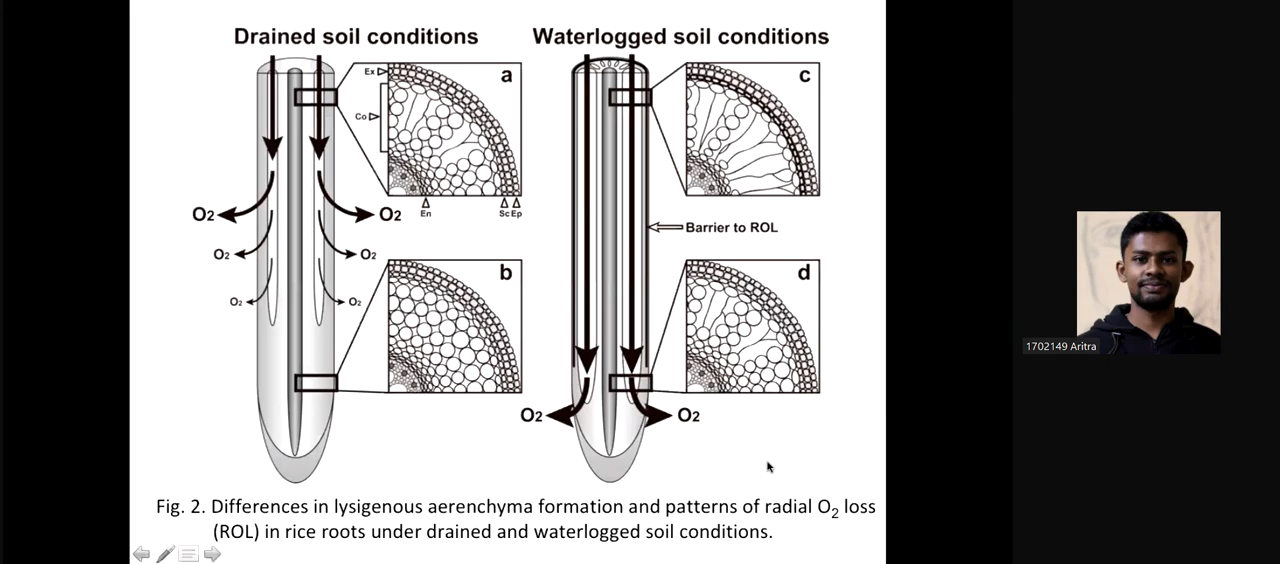 Drained soil conditions
Waterlogged soil conditions
Ex
Co
a
En
Sc Ep
O2 O2
O2 O2
O2 O2
b
c
Barrier to ROL
d
O2 O2
Fig. 2. Differences in lysigenous aerenchyma formation and patterns of radial O2 loss
(ROL) in rice roots under drained and waterlogged soil conditions.
1702149 Aritra